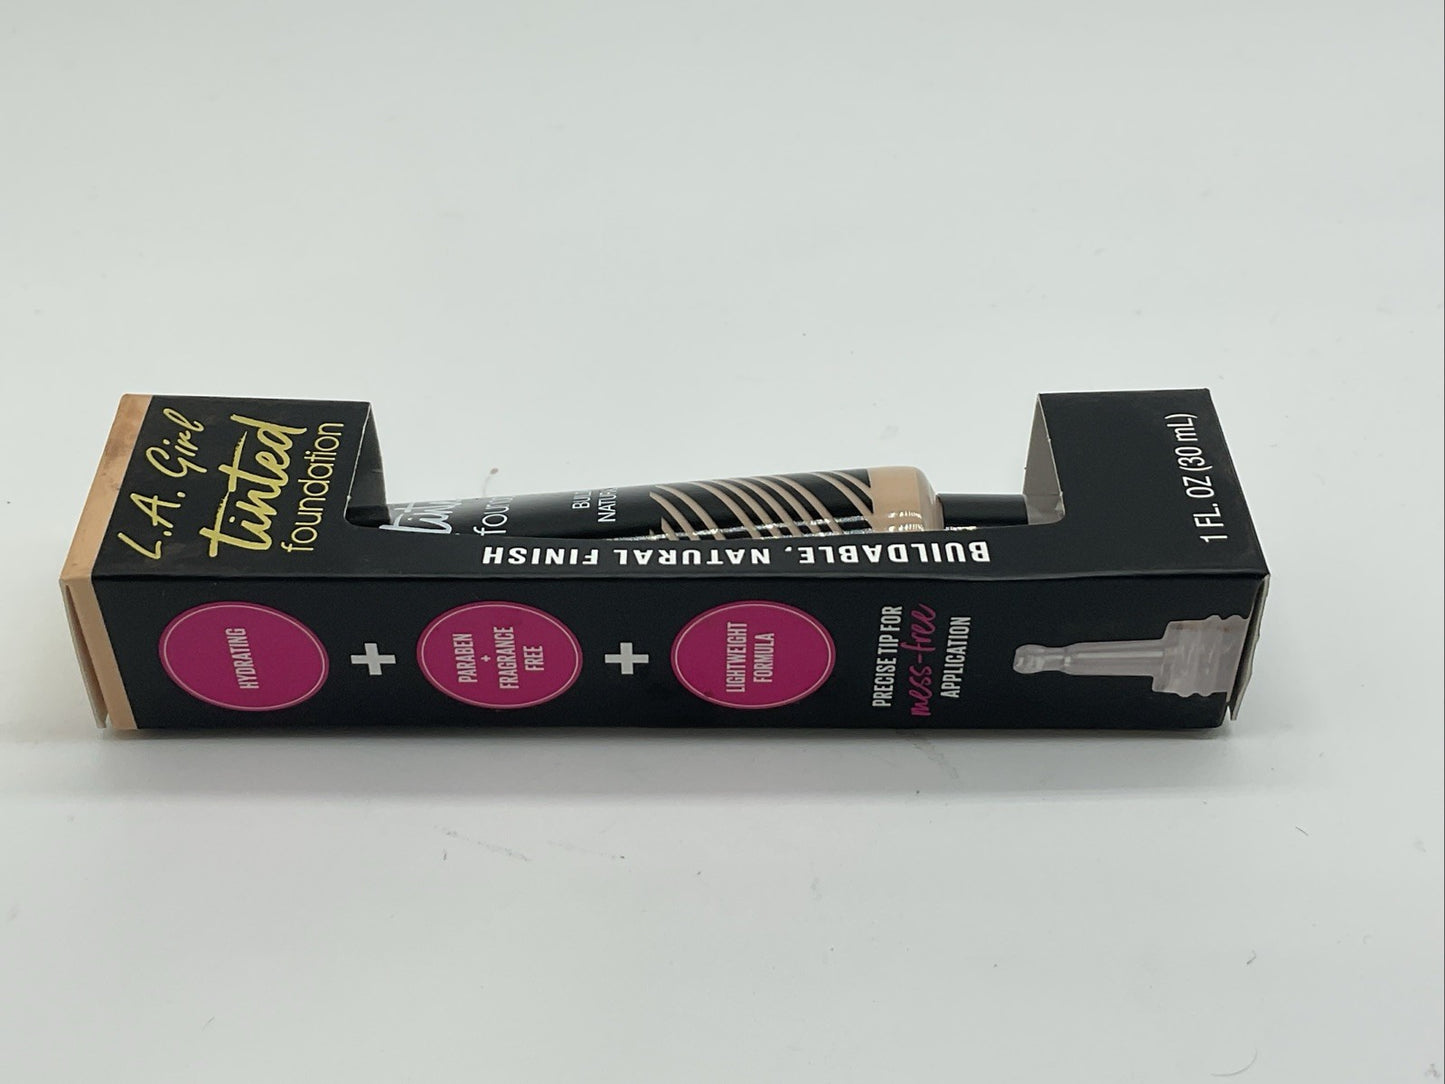 L.A. Girl
tinted
foundation
BUILDABLE, NATURAL FINISH
1 FL. OZ (30 mL)
HYDRATING
+
PARABEN
+
FRAGRANCE
FREE
+
LIGHTWEIGHT
FORMULA
PRECISE TIP FOR
mess-free
APPLICATION